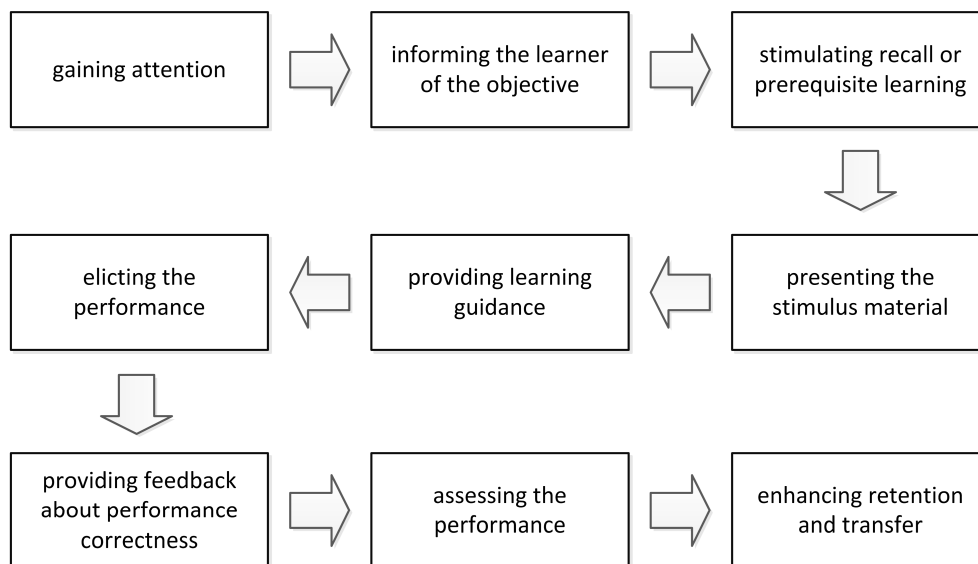 gaining attention
informing the learner
of the objective
stimulating recall or
prerequisite learning
presenting the
stimulus material
providing learning
guidance
elicting the
performance
providing feedback
about performance
correctness
assessing the
performance
enhancing retention
and transfer